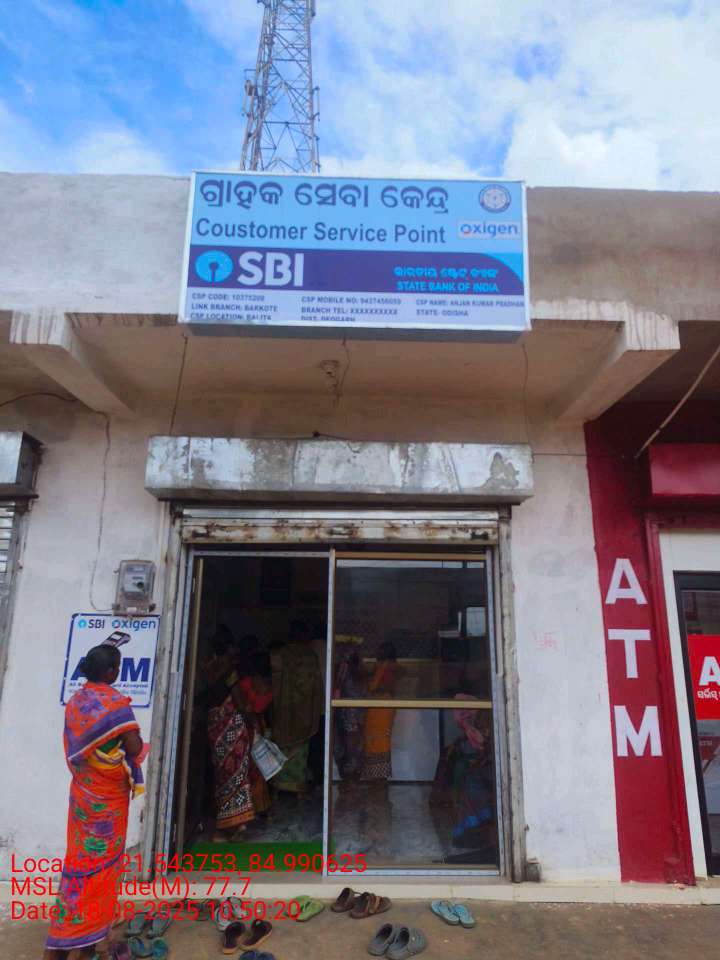 ଗ୍ରାହକ ସେବା କେନ୍ଦ୍ର
Coustomer Service Point
oxigen
SBI
ଭାରତୀୟ ଷ୍ଟେଟ୍ ବ୍ୟାଙ୍କ
STATE BANK OF INDIA
CSP CODE: 10375209
CSP MOBILE NO: 9437456059
CSP NAME: ANJAN KUMAR PRADHAN
LINK BRANCH: BARKOTE
BRANCH TEL: XXXXXXXXXX
STATE- ODISHA
CSP LOCATION: BALITA
DIST- DEOGARH
SBI oxigen
ATM
Location: 21.543753, 84.990625
MSL Altitude(M): 77.7
Date: 18-08-2025 10:50:20